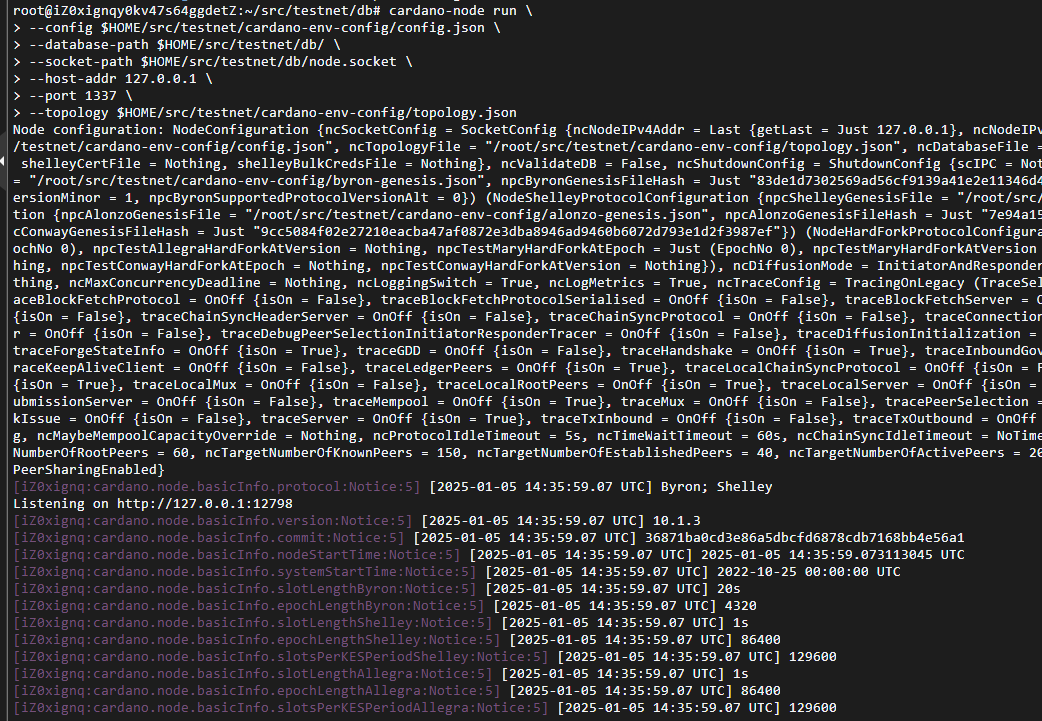 root@iZ0xignqy0kv47s64ggdetZ:~/src/testnet/db# cardano-node run \
> --config $HOME/src/testnet/cardano-env-config/config.json \
> --database-path $HOME/src/testnet/db/ \
> --socket-path $HOME/src/testnet/db/node.socket \
> --host-addr 127.0.0.1 \
> --port 1337 \
> --topology $HOME/src/testnet/cardano-env-config/topology.json
Node configuration: NodeConfiguration {ncSocketConfig = SocketConfig {ncNodeIPv4Addr = Last {getLast = Just 127.0.0.1}, ncNodeIPv
/testnet/cardano-env-config/config.json", ncTopologyFile = "/root/src/testnet/cardano-env-config/topology.json", ncDatabaseFile =
shelleyCertFile = Nothing, shelleyBulkCredsFile = Nothing}, ncValidateDB = False, ncShutdownConfig = ShutdownConfig {scIPC = Not
= "/root/src/testnet/cardano-env-config/byron-genesis.json", npcByronGenesisFileHash = Just "83de1d7302569ad56cf9139a41e2e11346d4
ersionMinor = 1, npcByronSupportedProtocolVersionAlt = 0}) (NodeShelleyProtocolConfiguration {npcShelleyGenesisFile = "/root/src/
tion {npcAlonzoGenesisFile = "/root/src/testnet/cardano-env-config/alonzo-genesis.json", npcAlonzoGenesisFileHash = Just "7e94a15
cConwayGenesisFileHash = Just "9cc5084f02e27210eacba47af0872e3dba8946ad9460b6072d793e1d2f3987ef"}) (NodeHardForkProtocolConfigura
ochNo 0), npcTestAllegraHardForkAtVersion = Nothing, npcTestMaryHardForkAtEpoch = Just (EpochNo 0), npcTestMaryHardForkAtVersion
hing, npcTestConwayHardForkAtEpoch = Nothing, npcTestConwayHardForkAtVersion = Nothing}), ncDiffusionMode = InitiatorAndResponder
thing, ncMaxConcurrencyDeadline = Nothing, ncLoggingSwitch = True, ncLogMetrics = True, ncTraceConfig = TracingOnLegacy (TraceSel
aceBlockFetchProtocol = OnOff {isOn = False}, traceBlockFetchProtocolSerialised = OnOff {isOn = False}, traceBlockFetchServer = O
{isOn = False}, traceChainSyncHeaderServer = OnOff {isOn = False}, traceChainSyncProtocol = OnOff {isOn = False}, traceConnection
r = OnOff {isOn = False}, traceDebugPeerSelectionInitiatorResponderTracer = OnOff {isOn = False}, traceDiffusionInitialization =
traceForgeStateInfo = OnOff {isOn = True}, traceGDD = OnOff {isOn = False}, traceHandshake = OnOff {isOn = True}, traceInboundGov
raceKeepAliveClient = OnOff {isOn = False}, traceLedgerPeers = OnOff {isOn = True}, traceLocalChainSyncProtocol = OnOff {isOn = F
{isOn = True}, traceLocalMux = OnOff {isOn = False}, traceLocalRootPeers = OnOff {isOn = True}, traceLocalServer = OnOff {isOn =
ubmissionServer = OnOff {isOn = False}, traceMempool = OnOff {isOn = True}, traceMux = OnOff {isOn = False}, tracePeerSelection =
kIssue = OnOff {isOn = False}, traceServer = OnOff {isOn = True}, traceTxInbound = OnOff {isOn = False}, traceTxOutbound = OnOff
g, ncMaybeMempoolCapacityOverride = Nothing, ncProtocolIdleTimeout = 5s, ncTimeWaitTimeout = 60s, ncChainSyncIdleTimeout = NoTime
NumberOfRootPeers = 60, ncTargetNumberOfKnownPeers = 150, ncTargetNumberOfEstablishedPeers = 40, ncTargetNumberOfActivePeers = 20
PeerSharingEnabled}
[iZ0xignq:cardano.node.basicInfo.protocol:Notice:5] [2025-01-05 14:35:59.07 UTC] Byron; Shelley
Listening on http://127.0.0.1:12798
[iZ0xignq:cardano.node.basicInfo.version:Notice:5] [2025-01-05 14:35:59.07 UTC] 10.1.3
[iZ0xignq:cardano.node.basicInfo.commit:Notice:5] [2025-01-05 14:35:59.07 UTC] 36871ba0cd3e86a5dbcfd6878cdb7168bb4e56a1
[iZ0xignq:cardano.node.basicInfo.nodeStartTime:Notice:5] [2025-01-05 14:35:59.07 UTC] 2025-01-05 14:35:59.073113045 UTC
[iZ0xignq:cardano.node.basicInfo.systemStartTime:Notice:5] [2025-01-05 14:35:59.07 UTC] 2022-10-25 00:00:00 UTC
[iZ0xignq:cardano.node.basicInfo.slotLengthByron:Notice:5] [2025-01-05 14:35:59.07 UTC] 20s
[iZ0xignq:cardano.node.basicInfo.epochLengthByron:Notice:5] [2025-01-05 14:35:59.07 UTC] 4320
[iZ0xignq:cardano.node.basicInfo.slotLengthShelley:Notice:5] [2025-01-05 14:35:59.07 UTC] 1s
[iZ0xignq:cardano.node.basicInfo.epochLengthShelley:Notice:5] [2025-01-05 14:35:59.07 UTC] 86400
[iZ0xignq:cardano.node.basicInfo.slotsPerKESPeriodShelley:Notice:5] [2025-01-05 14:35:59.07 UTC] 129600
[iZ0xignq:cardano.node.basicInfo.slotLengthAllegra:Notice:5] [2025-01-05 14:35:59.07 UTC] 1s
[iZ0xignq:cardano.node.basicInfo.epochLengthAllegra:Notice:5] [2025-01-05 14:35:59.07 UTC] 86400
[iZ0xignq:cardano.node.basicInfo.slotsPerKESPeriodAllegra:Notice:5] [2025-01-05 14:35:59.07 UTC] 129600